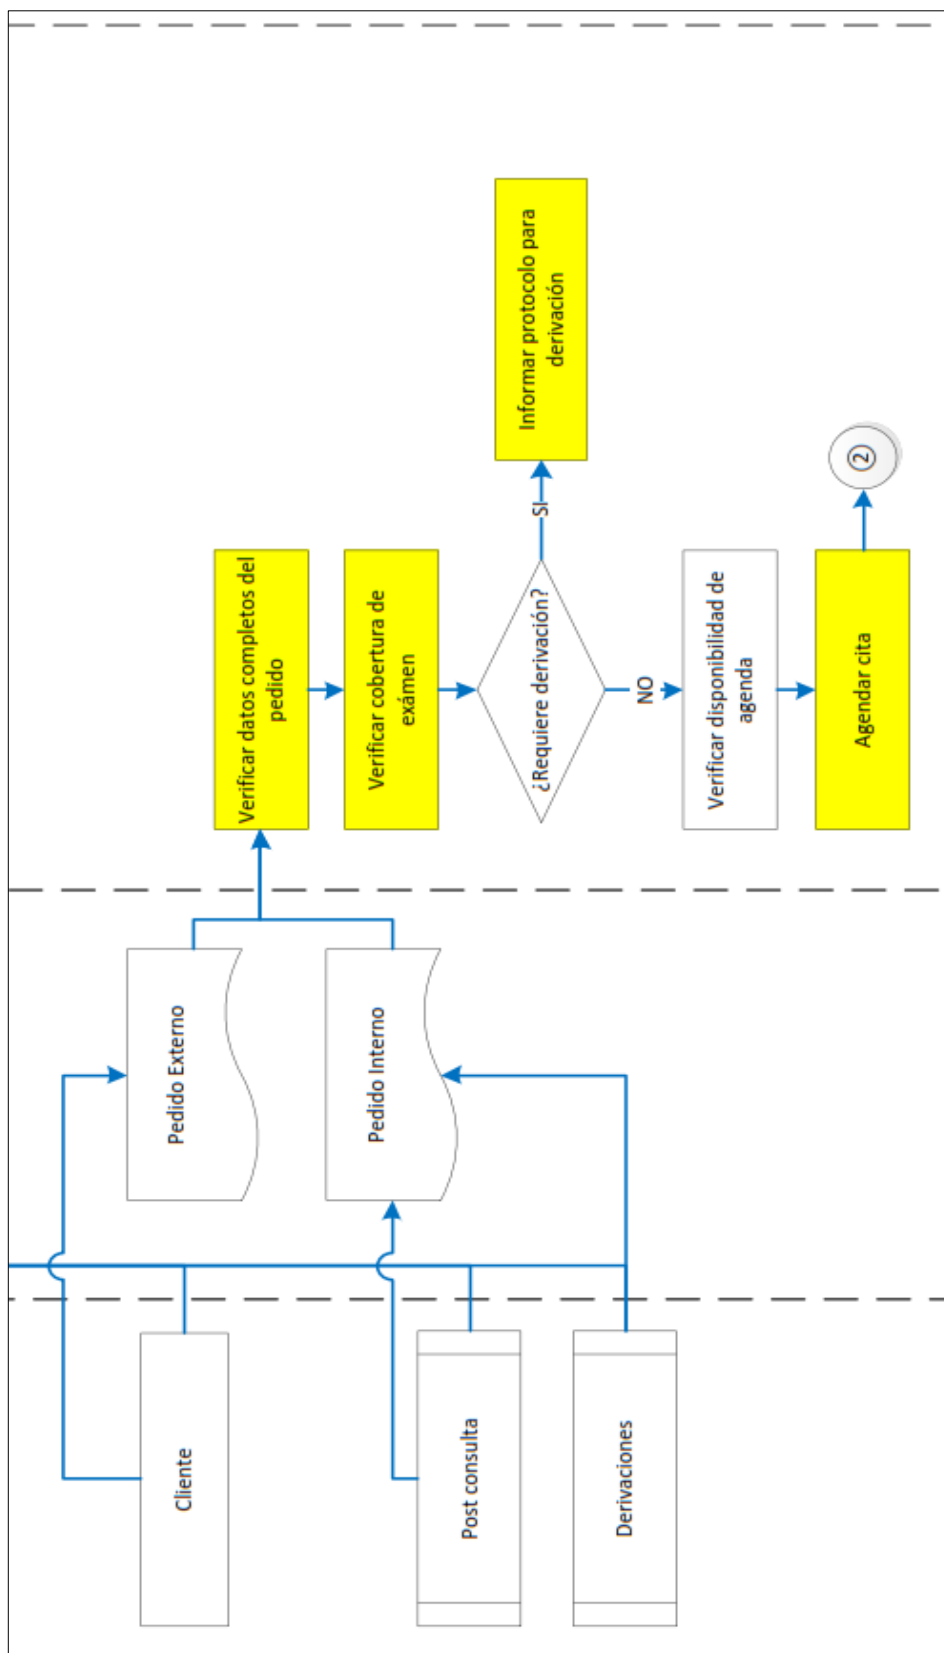 Cliente
Post consulta
Derivaciones
Pedido Externo
Pedido Interno
Verificar datos completos del
pedido
Verificar cobertura de
exámen
¿Requiere derivación?
SI
Informar protocolo para
derivación
NO
Verificar disponibilidad de
agenda
Agendar cita
②